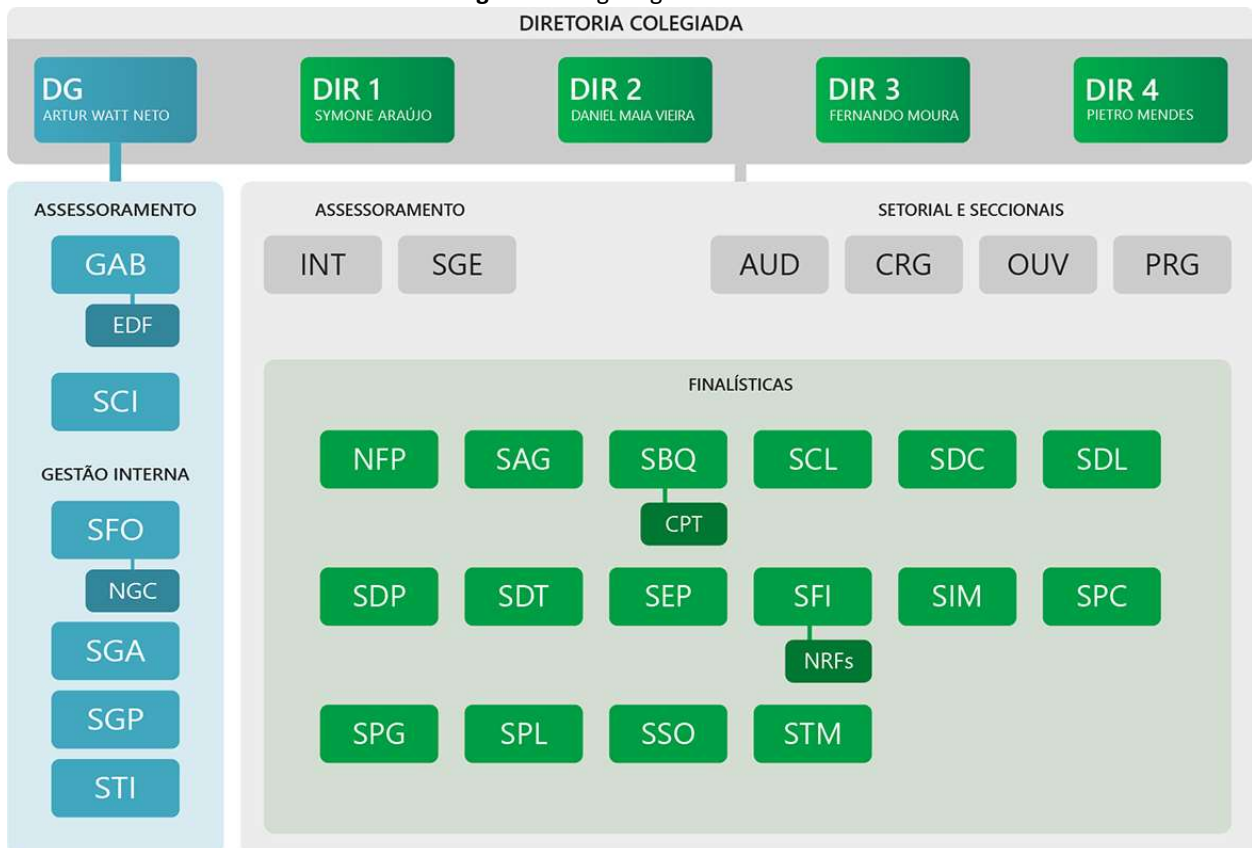 DIRETORIA COLEGIADA
DG
ARTUR WATT NETO
DIR 1
SYMONE ARAÚJO
DIR 2
DANIEL MAIA VIEIRA
DIR 3
FERNANDO MOURA
DIR 4
PIETRO MENDES
ASSESSORAMENTO
GAB
EDF
SCI
GESTÃO INTERNA
SFO
NGC
SGA
SGP
STI
ASSESSORAMENTO
INT SGE
SETORIAL E SECCIONAIS
AUD CRG OUV PRG
FINALÍSTICAS
NFP SAG SBQ SCL SDC SDL
CPT
SDP SDT SEP SFI SIM SPC
NRFs
SPG SPL SSO STM